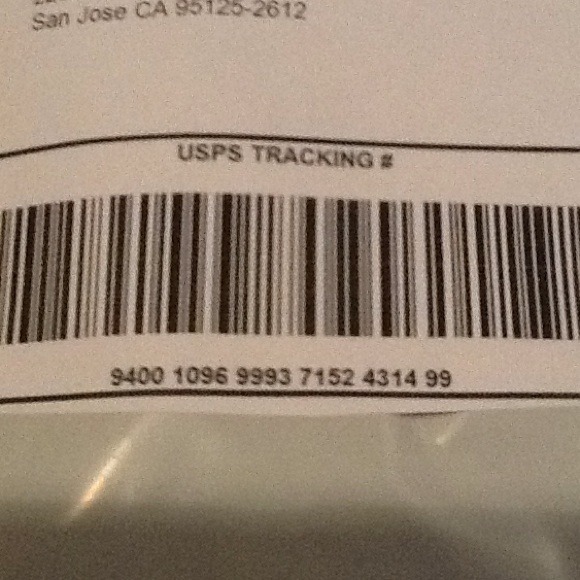 San Jose CA 95125-2612
USPS TRACKING #
9400 1096 9993 7152 4314 99